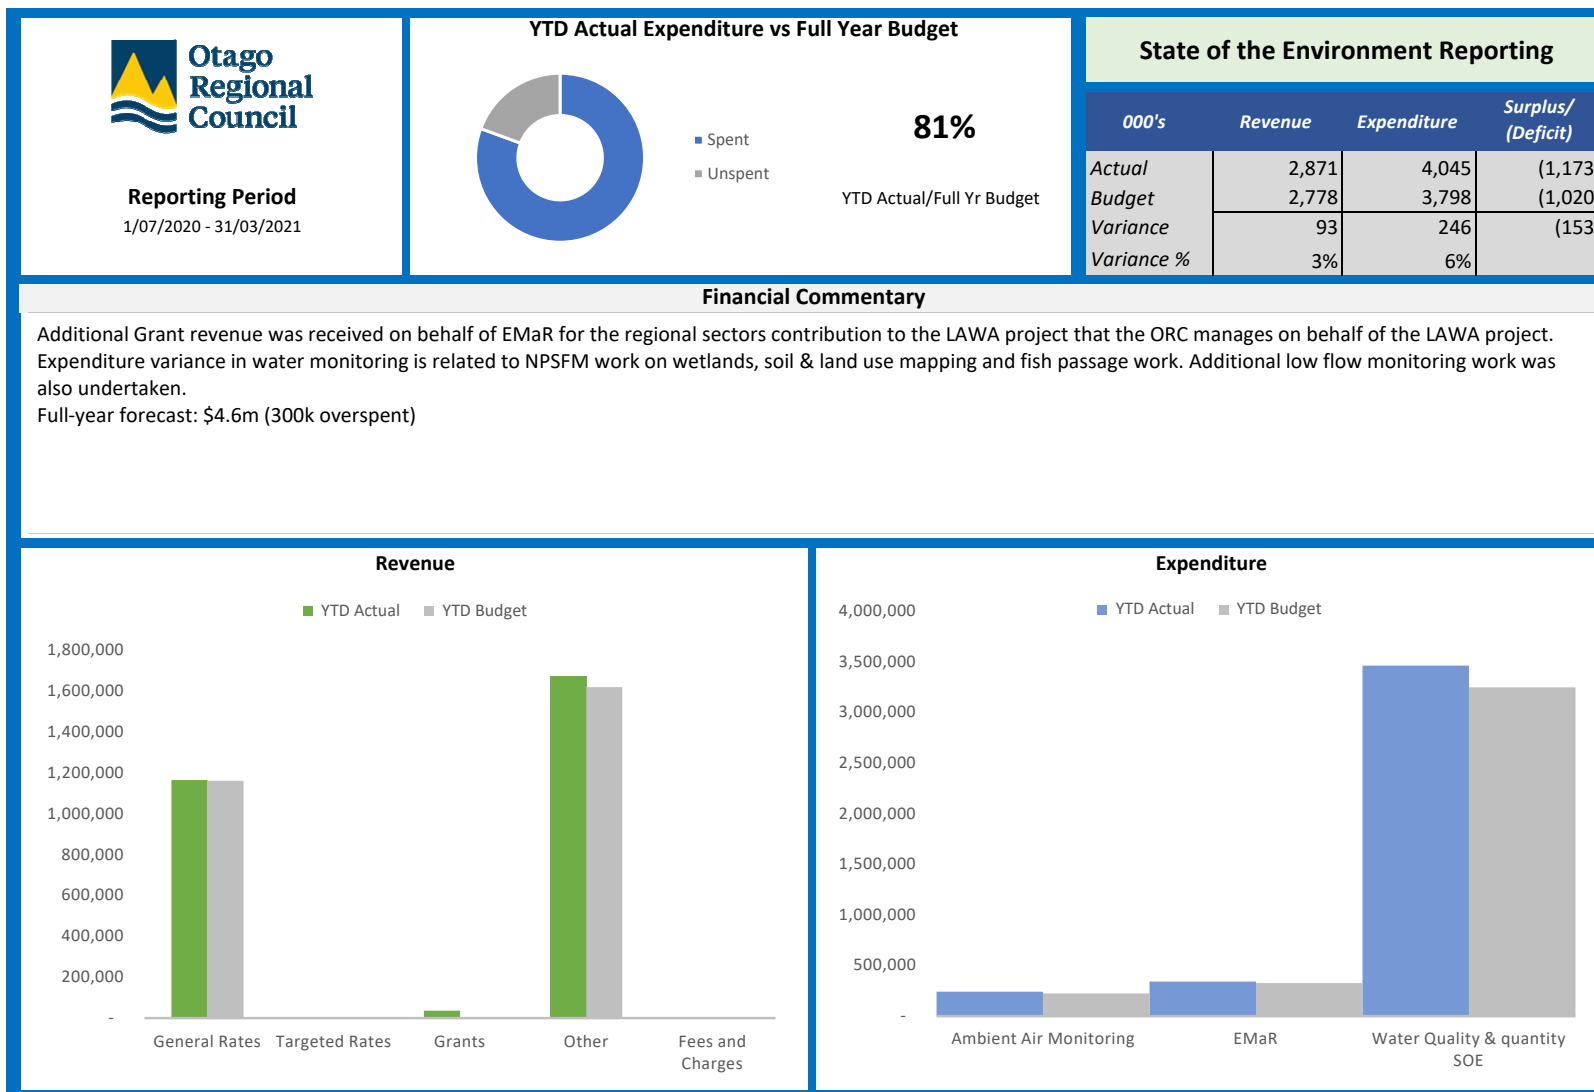 Otago
Regional
Council
Reporting Period
1/07/2020 - 31/03/2021
YTD Actual Expenditure vs Full Year Budget
Spent
Unspent
81%
YTD Actual/Full Yr Budget
State of the Environment Reporting
000's Revenue Expenditure Surplus/ (Deficit)
Actual 2,871 4,045 (1,173
Budget 2,778 3,798 (1,020
Variance 93 246 (153
Variance % 3% 6%
Financial Commentary
Additional Grant revenue was received on behalf of EMaR for the regional sectors contribution to the LAWA project that the ORC manages on behalf of the LAWA project.
Expenditure variance in water monitoring is related to NPSFM work on wetlands, soil & land use mapping and fish passage work. Additional low flow monitoring work was
also undertaken.
Full-year forecast: $4.6m (300k overspent)
Revenue
YTD Actual YTD Budget
1,800,000
1,600,000
1,400,000
1,200,000
1,000,000
800,000
600,000
400,000
200,000
-
General Rates Targeted Rates Grants Other Fees and
Charges
Expenditure
YTD Actual YTD Budget
4,000,000
3,500,000
3,000,000
2,500,000
2,000,000
1,500,000
1,000,000
500,000
-
Ambient Air Monitoring EMaR Water Quality & quantity
SOE